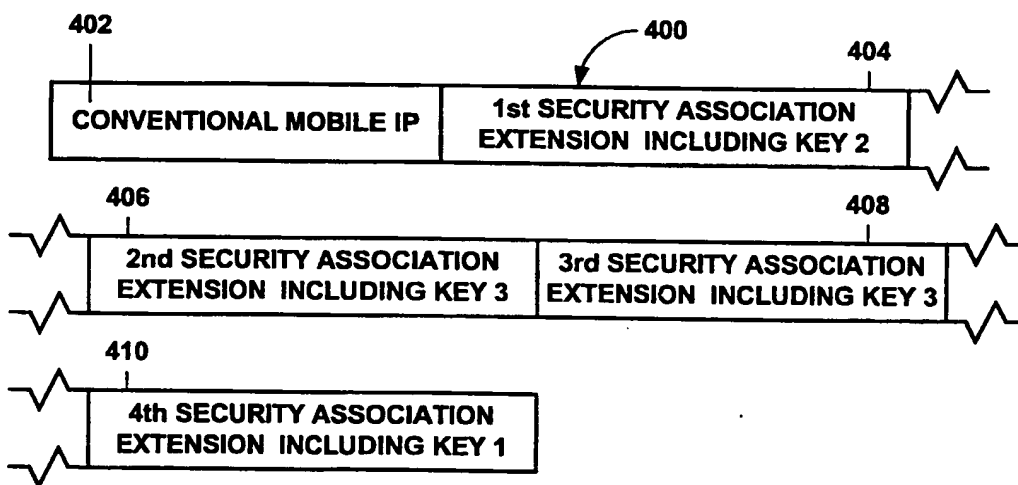 402
400
404
CONVENTIONAL MOBILE IP
1st SECURITY ASSOCIATION
EXTENSION INCLUDING KEY 2
406
408
2nd SECURITY ASSOCIATION
EXTENSION INCLUDING KEY 3
3rd SECURITY ASSOCIATION
EXTENSION INCLUDING KEY 3
410
4th SECURITY ASSOCIATION
EXTENSION INCLUDING KEY 1